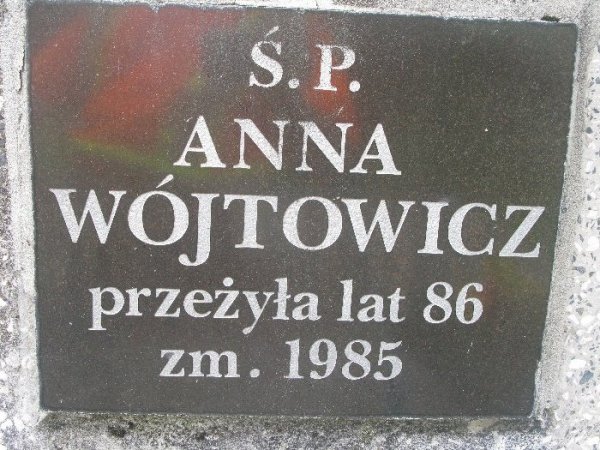 Ś.P.
ANNA
WÓJTOWICZ
przeżyła lat 86
zm. 1985